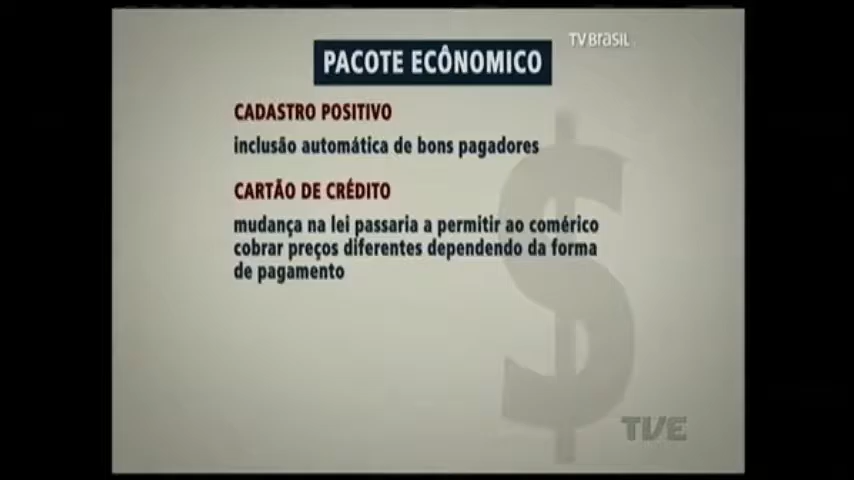 TV BRASIL
PACOTE ECÔNOMICO
CADASTRO POSITIVO
inclusão automática de bons pagadores
CARTÃO DE CRÉDITO
mudança na lei passaria a permitir ao comérico
cobrar preços diferentes dependendo da forma
de pagamento
$
TVE